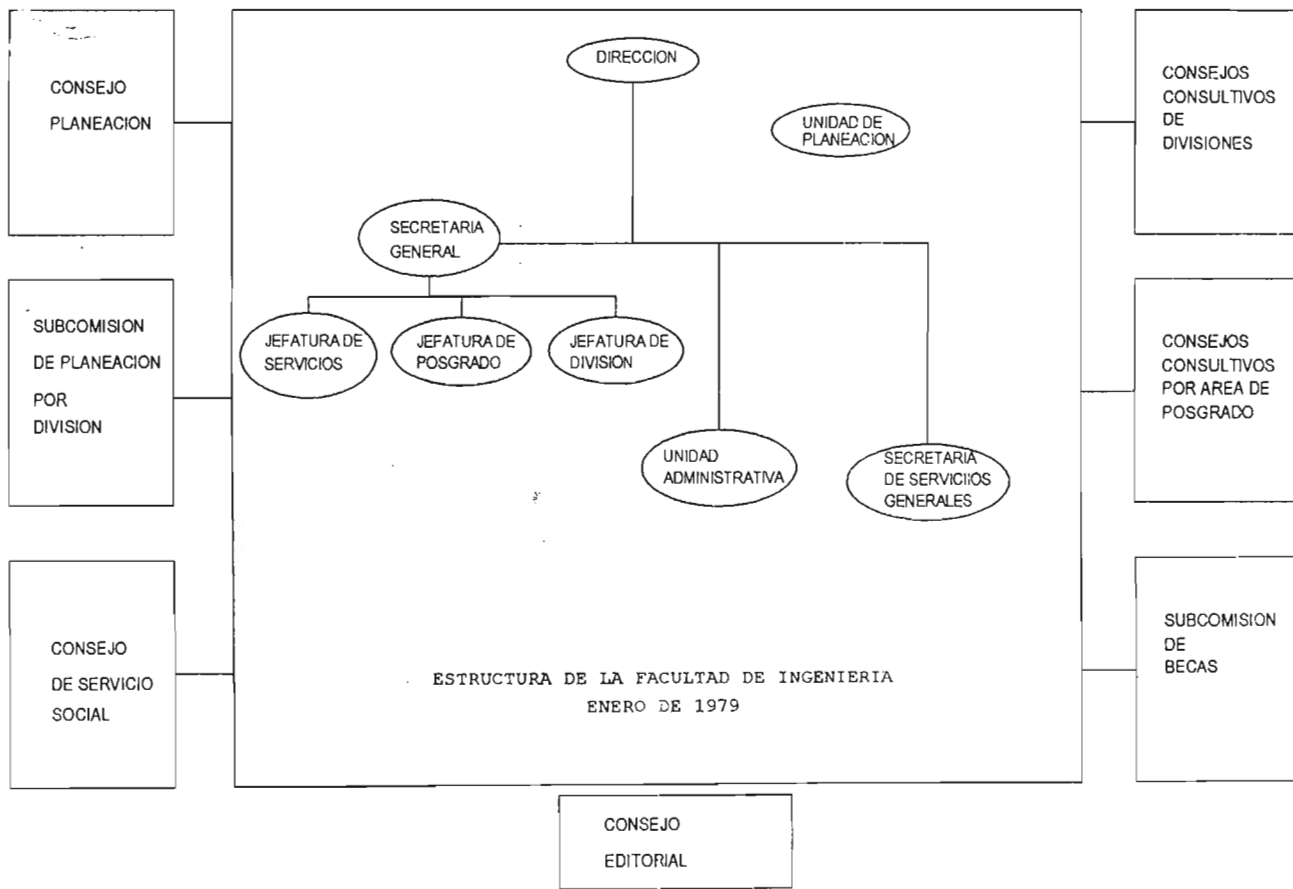 CONSEJO
PLANEACION
SUBCOMISION
DE PLANEACION
POR
DIVISION
CONSEJO
DE SERVICIO
SOCIAL
DIRECCION
UNIDAD DE
PLANEACION
SECRETARIA
GENERAL
JEFATURA DE
SERVICIOS
JEFATURA DE
POSGRADO
JEFATURA DE
DIVISION
UNIDAD
ADMINISTRATIVA
SECRETARIA
DE SERVICIOS
GENERALES
ESTRUCTURA DE LA FACULTAD DE INGENIERIA
ENERO DE 1979
CONSEJOS
CONSULTIVOS
DE
DIVISIONES
CONSEJOS
CONSULTIVOS
POR AREA DE
POSGRADO
SUBCOMISION
DE
BECAS
CONSEJO
EDITORIAL